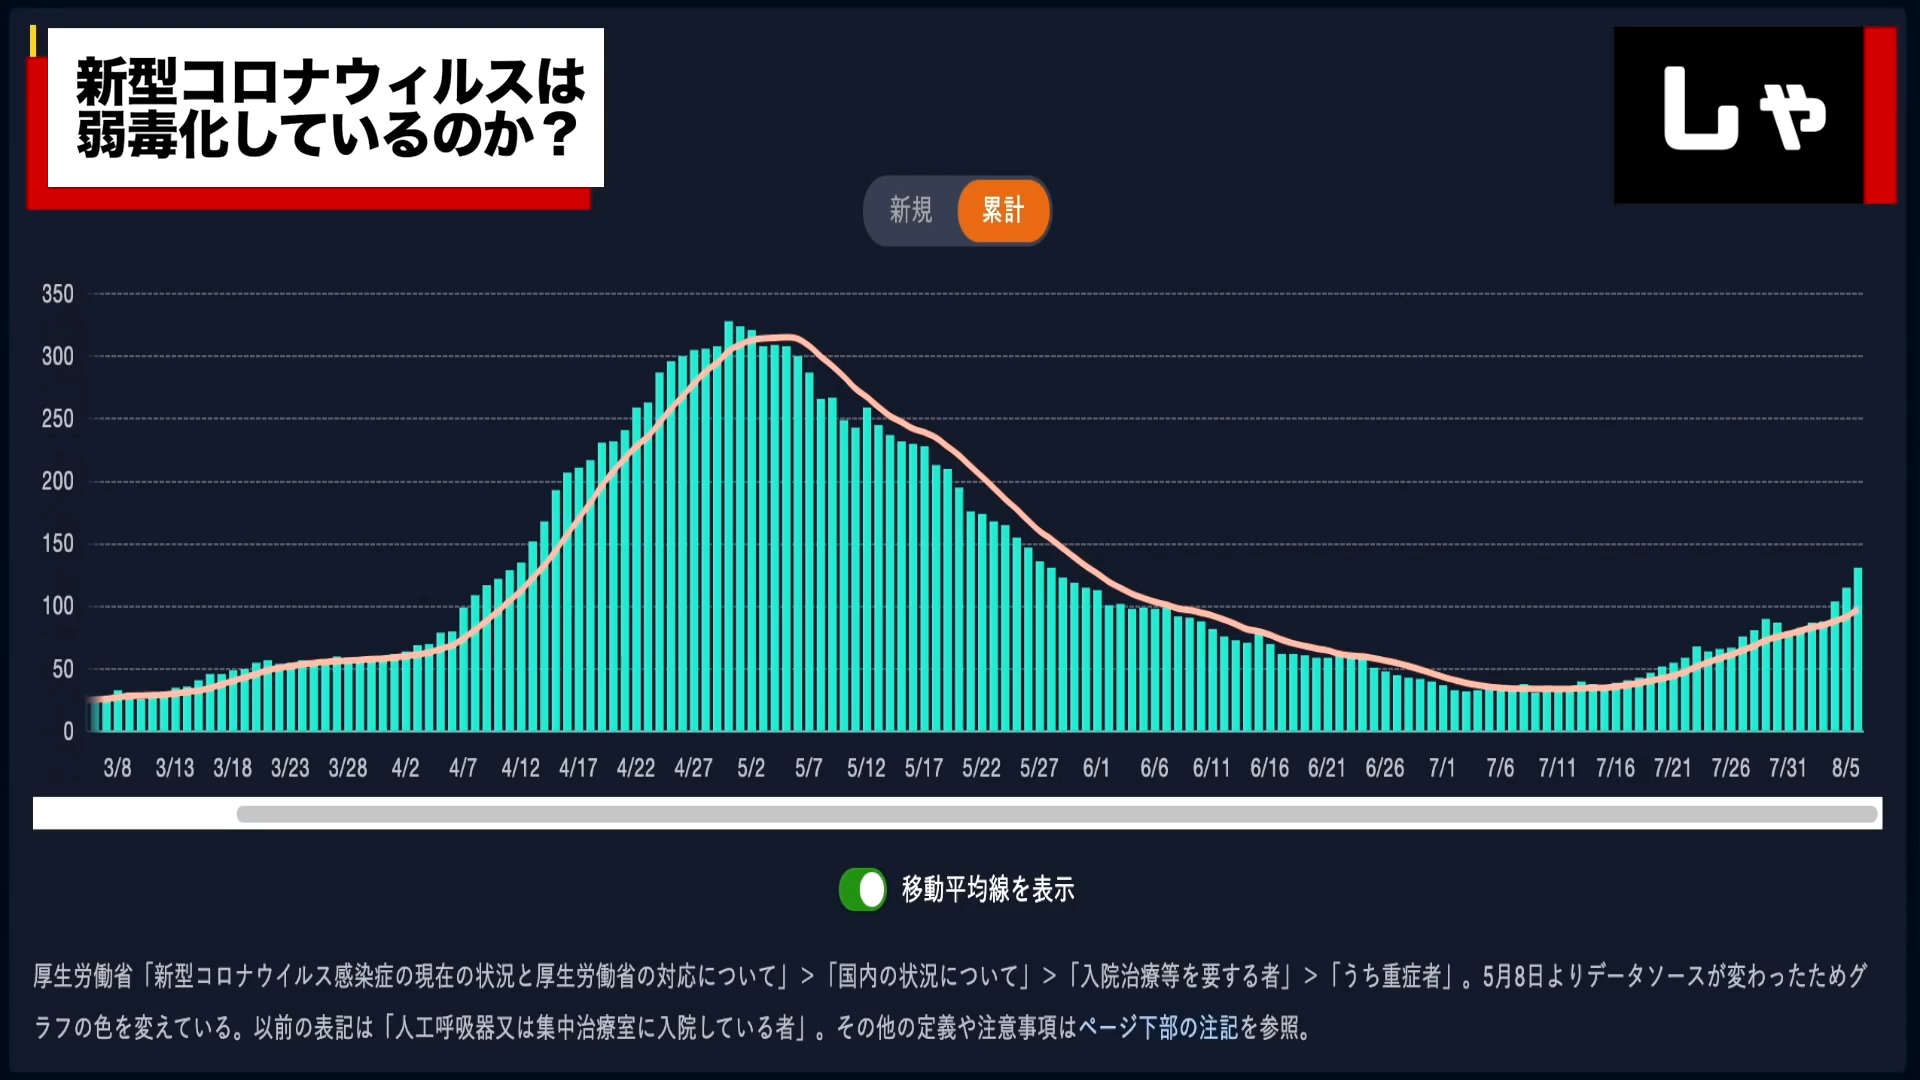 新型コロナウィルスは
弱毒化しているのか？
しゃ
新規 累計
350
300
250
200
150
100
50
0
3/8 3/13 3/18 3/23 3/28 4/2 4/7 4/12 4/17 4/22 4/27 5/2 5/7 5/12 5/17 5/22 5/27 6/1 6/6 6/11 6/16 6/21 6/26 7/1 7/6 7/11 7/16 7/21 7/26 7/31 8/5
移動平均線を表示
厚生労働省「新型コロナウイルス感染症の現在の状況と厚生労働省の対応について」>「国内の状況について」>「入院治療等を要する者」>「うち重症者」。5月8日よりデータソースが変わったためグ
ラフの色を変えている。以前の表記は「人工呼吸器又は集中治療室に入院している者」。その他の定義や注意事項はページ下部の注記を参照。